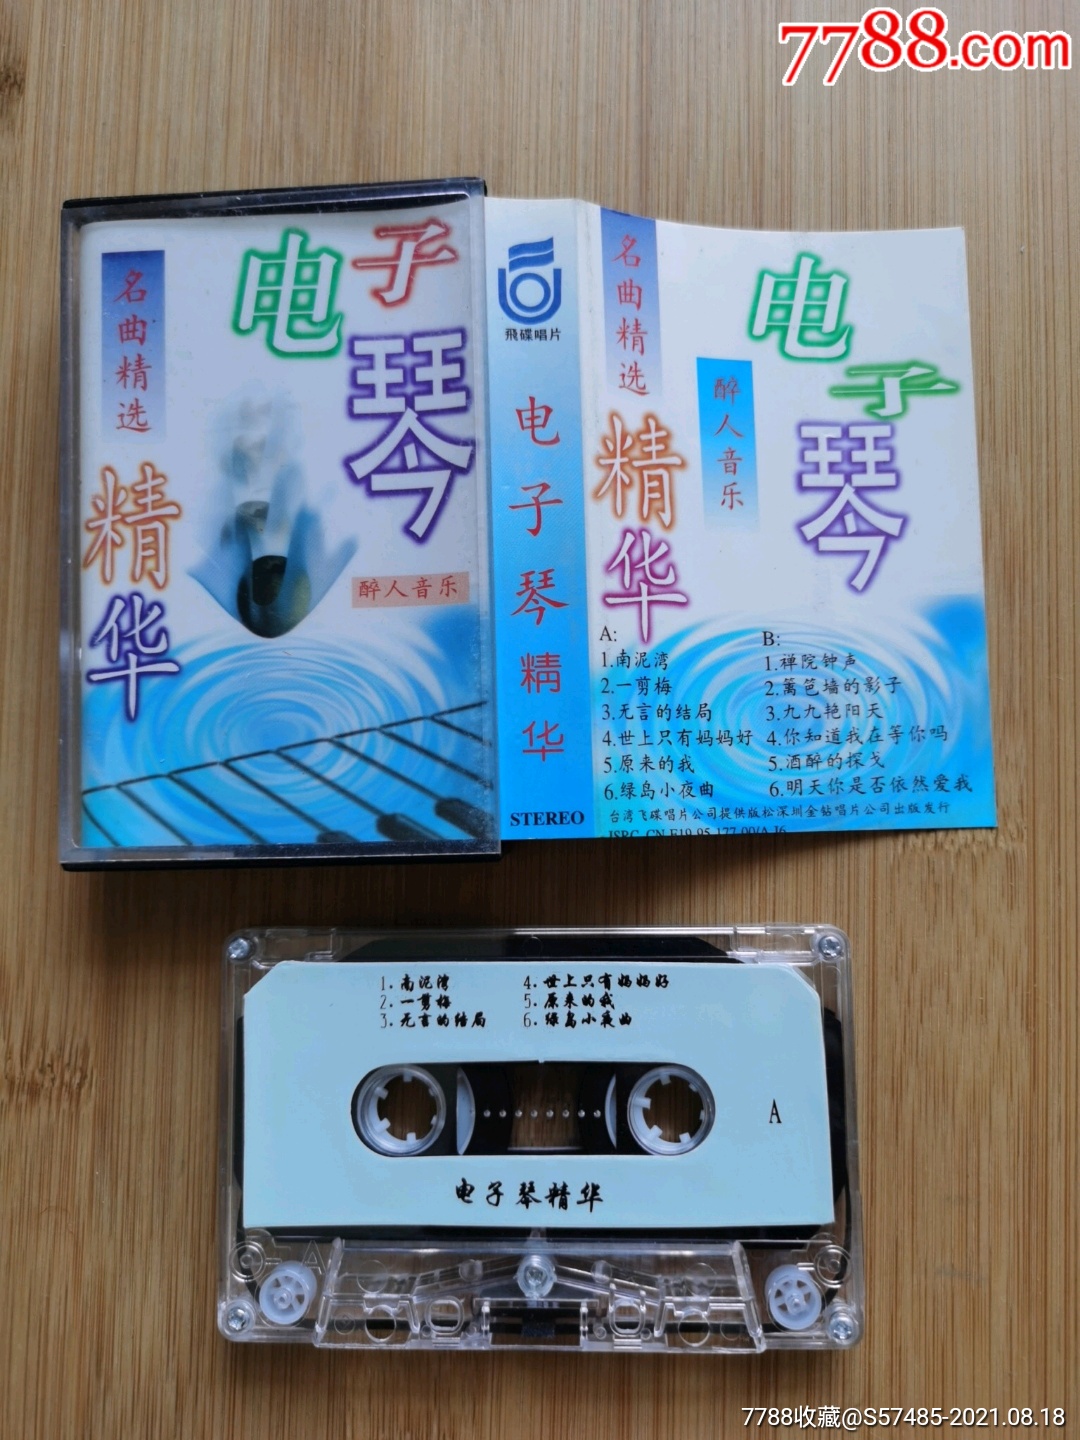 7788.com
名曲精选
电子琴
精华
醉人音乐
飛碟唱片
电子琴精华
STEREO
名曲精选
电子琴
精华
醉人音乐
A:
1.南泥湾
2.一剪梅
3.无言的结局
4.世上只有妈妈好
5.原来的我
6.绿岛小夜曲
B:
1.禅院钟声
2.篱笆墙的影子
3.九九艳阳天
4.你知道我在等你吗
5.酒醉的探戈
6.明天你是否依然爱我
台湾飞碟唱片公司提供版松深圳金钻唱片公司出版发行
ISRC CN-E19-95-177-00/A.J6
1. 南泥湾
2. 一剪梅
3. 无言的结局
4. 世上只有妈妈好
5. 原来的我
6. 绿岛小夜曲
A
电子琴精华
A
7788收藏@S57485-2021.08.18